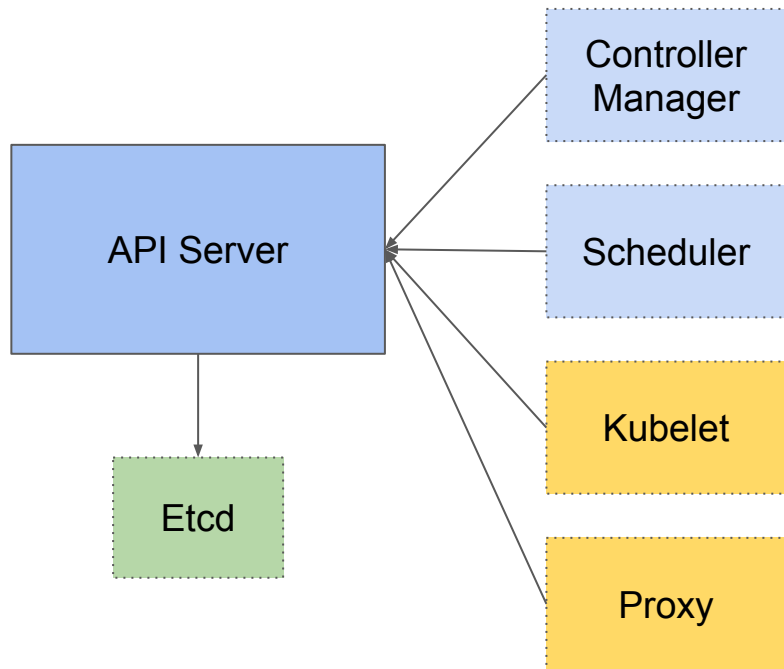 Controller
Manager
API Server
Scheduler
Kubelet
Etcd
Proxy